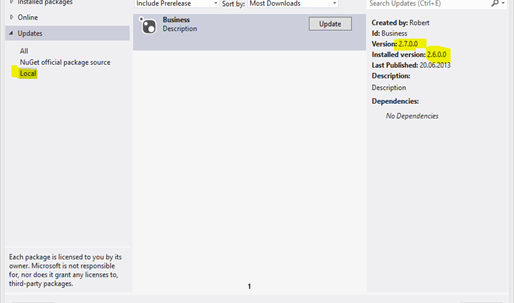 Installed packages
Online
Updates
All
NuGet official package source
Local
Each package is licensed to you by its
owner. Microsoft is not responsible
for, nor does it grant any licenses to,
third-party packages.
Include Prerelease Sort by: Most Downloads
Business
Description
Update
1
Search Updates (Ctrl+E)
Created by: Robert
Id: Business
Version: 2.7.0.0
Installed version: 2.6.0.0
Last Published: 20.06.2013
Description:
Description
Dependencies:
No Dependencies